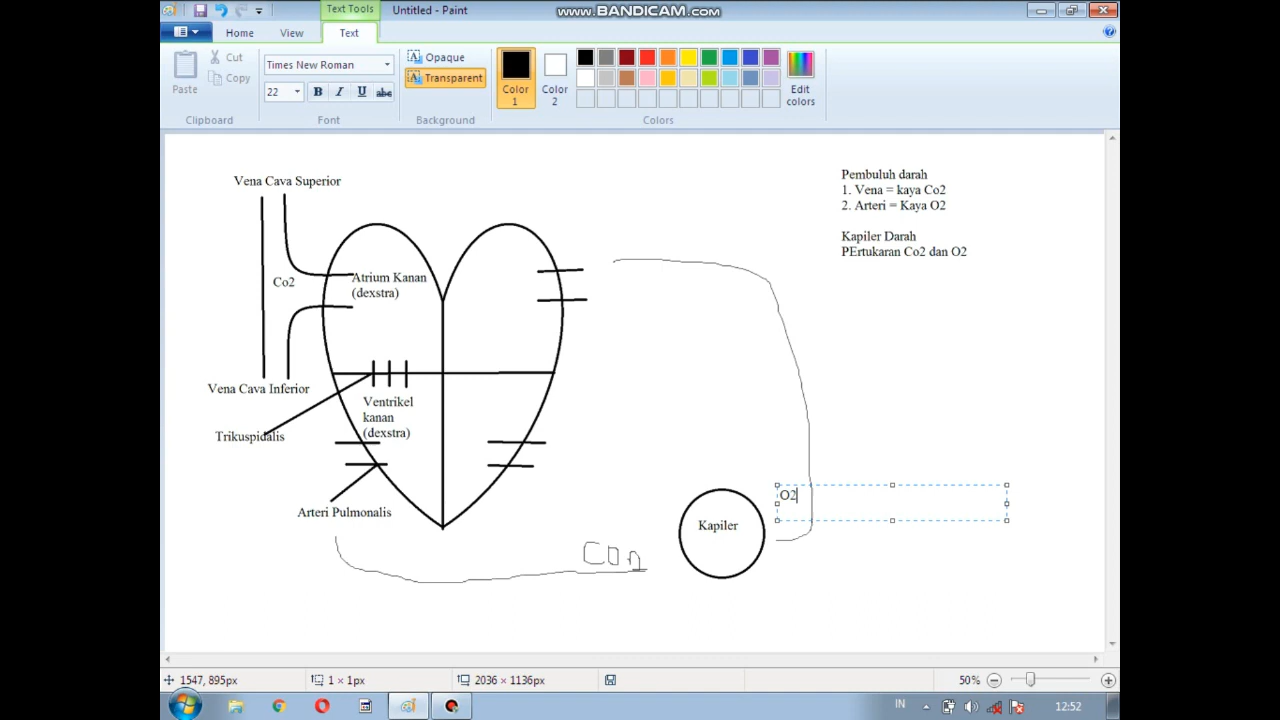 Text Tools
Untitled - Paint
www.BANDICAM.com
Home
View
Text
Paste
Cut
Copy
Clipboard
Times New Roman
22
B
I
U
abc
Font
Opaque
Transparent
Background
Color
1
Color
2
Edit
colors
Colors
Vena Cava Superior
Co2
Atrium Kanan
(dexstra)
Vena Cava Inferior
Trikuspidalis
Ventrikel
kanan
(dexstra)
Arteri Pulmonalis
Kapiler
O2
Pembuluh darah
1. Vena = kaya Co2
2. Arteri = Kaya O2
Kapiler Darah
PErtukaran Co2 dan O2
1547, 895px
1 × 1px
2036 × 1136px
50%
IN
12:52